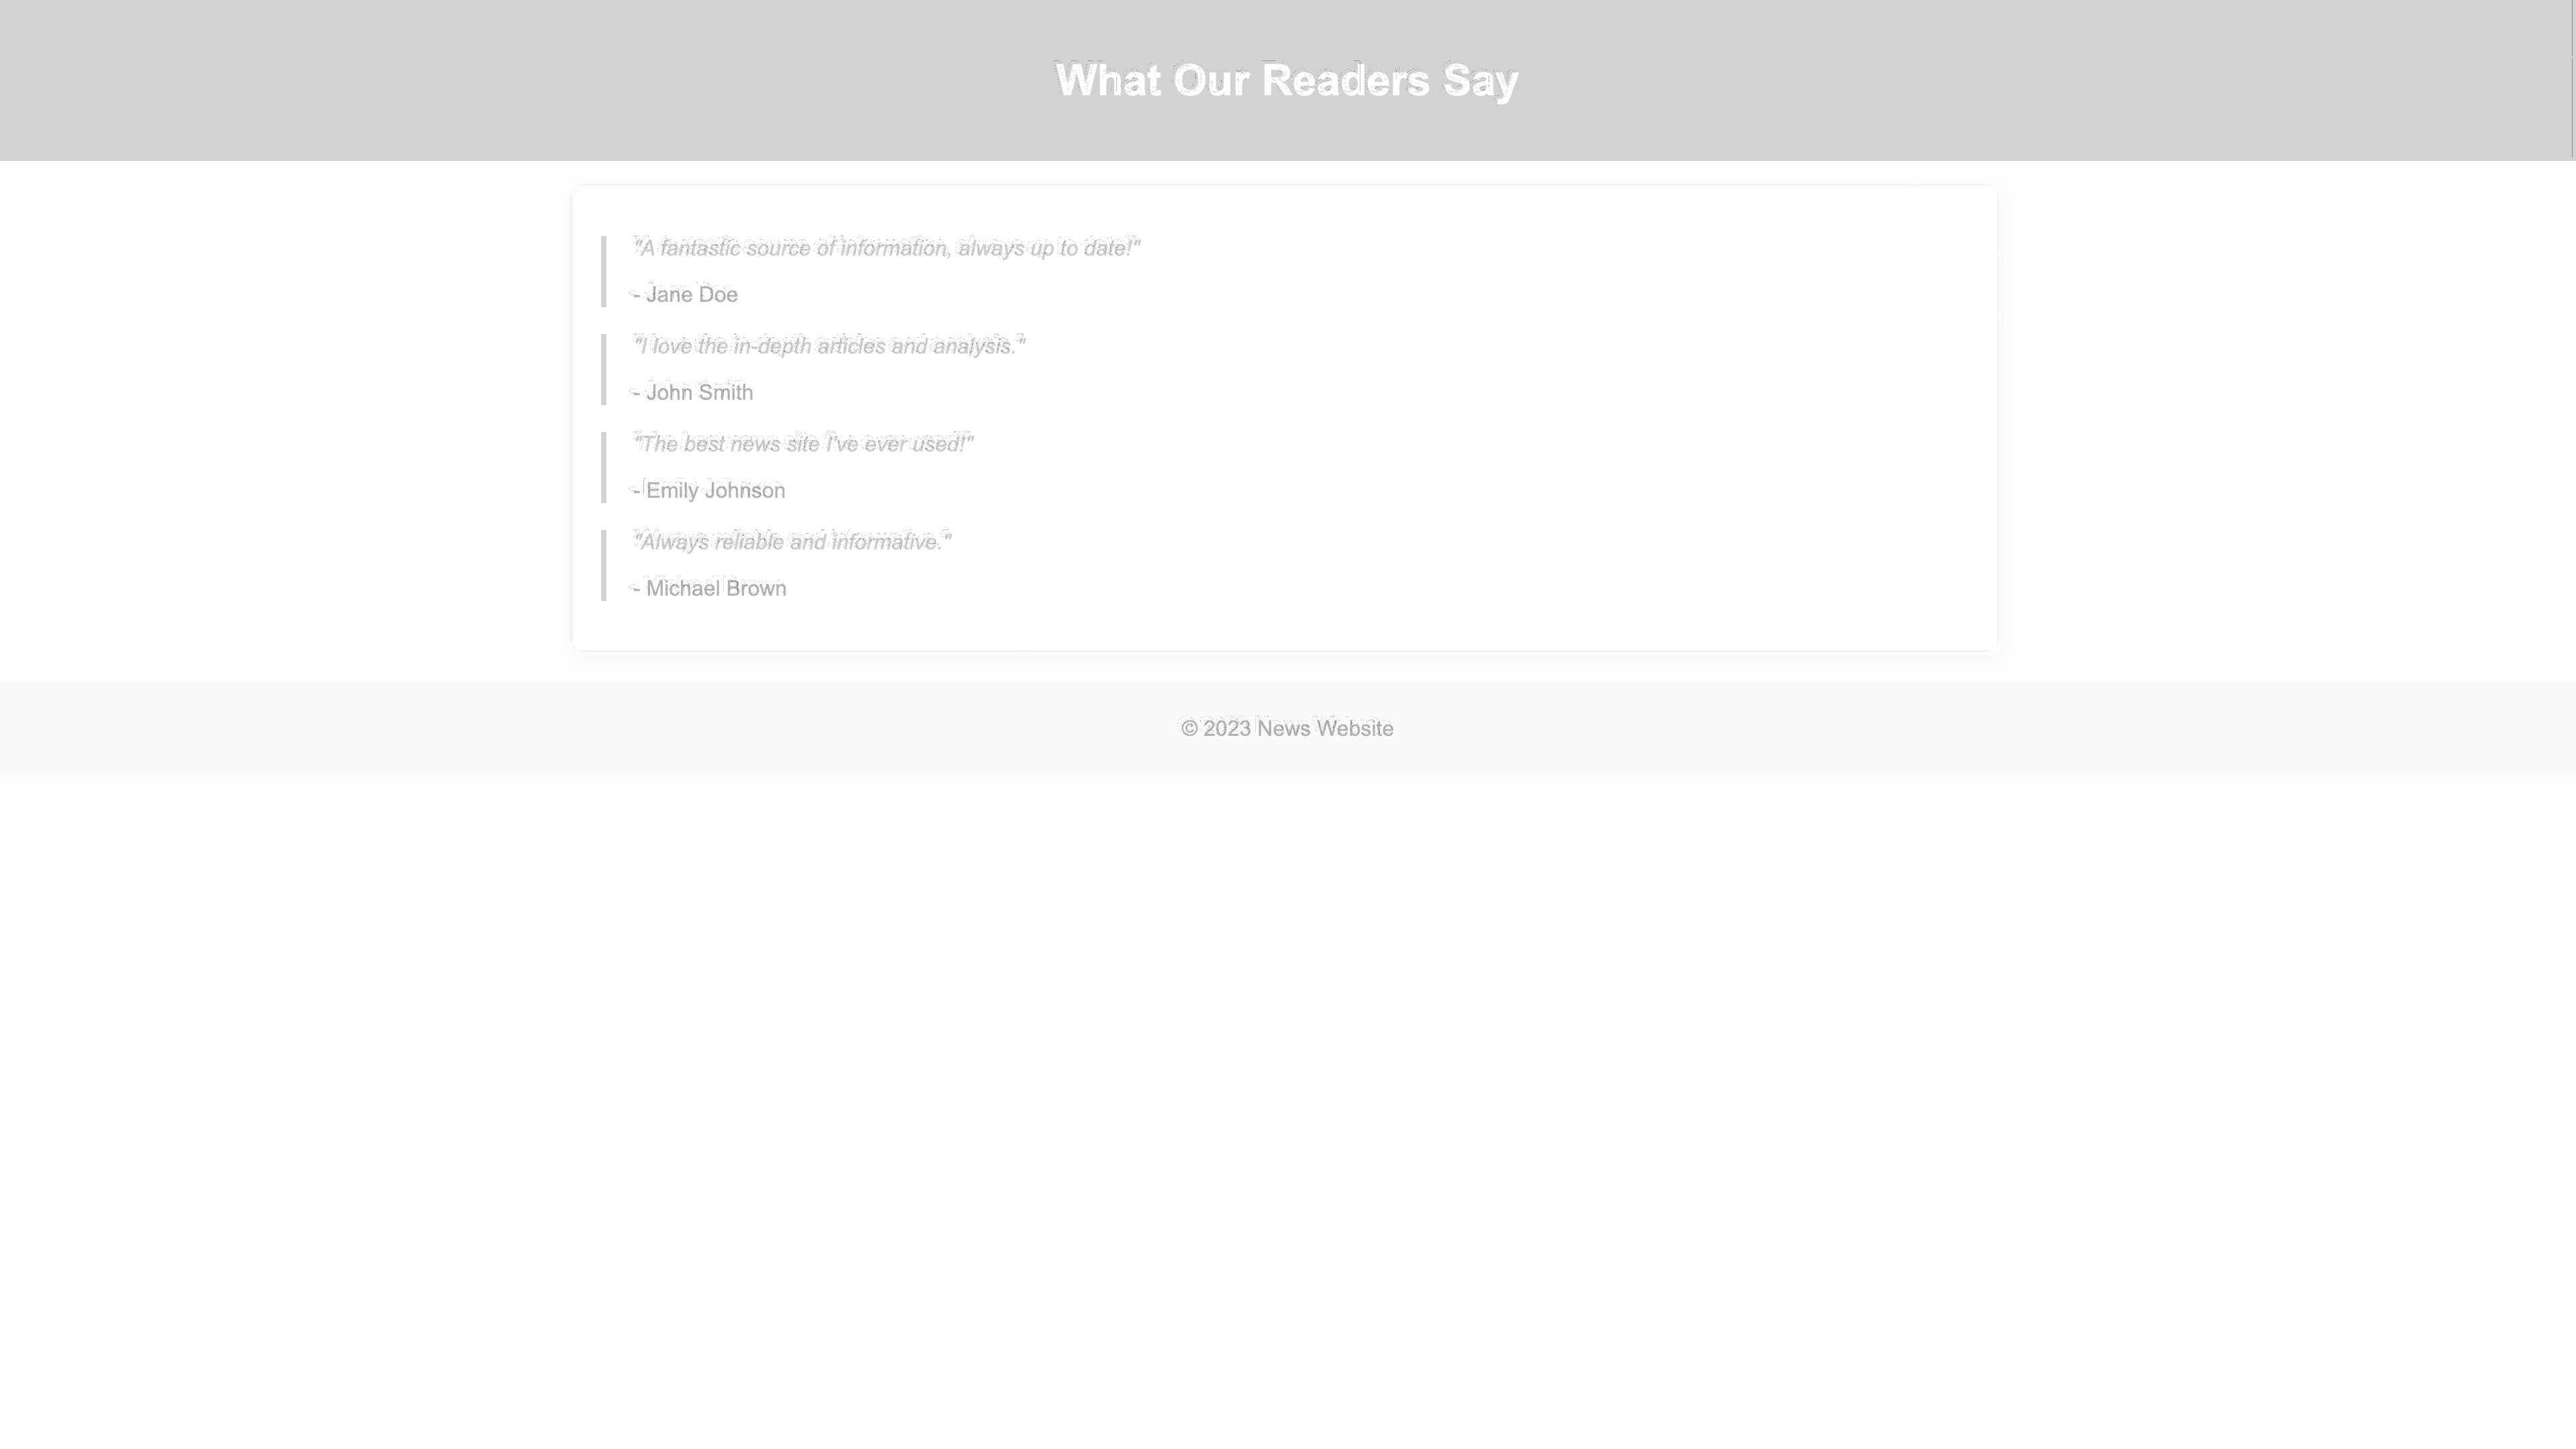 What Our Readers Say
"A fantastic source of information, always up to date!"
- Jane Doe
"I love the in-depth articles and analysis."
- John Smith
"The best news site I've ever used!"
- Emily Johnson
"Always reliable and informative."
- Michael Brown
© 2023 News Website